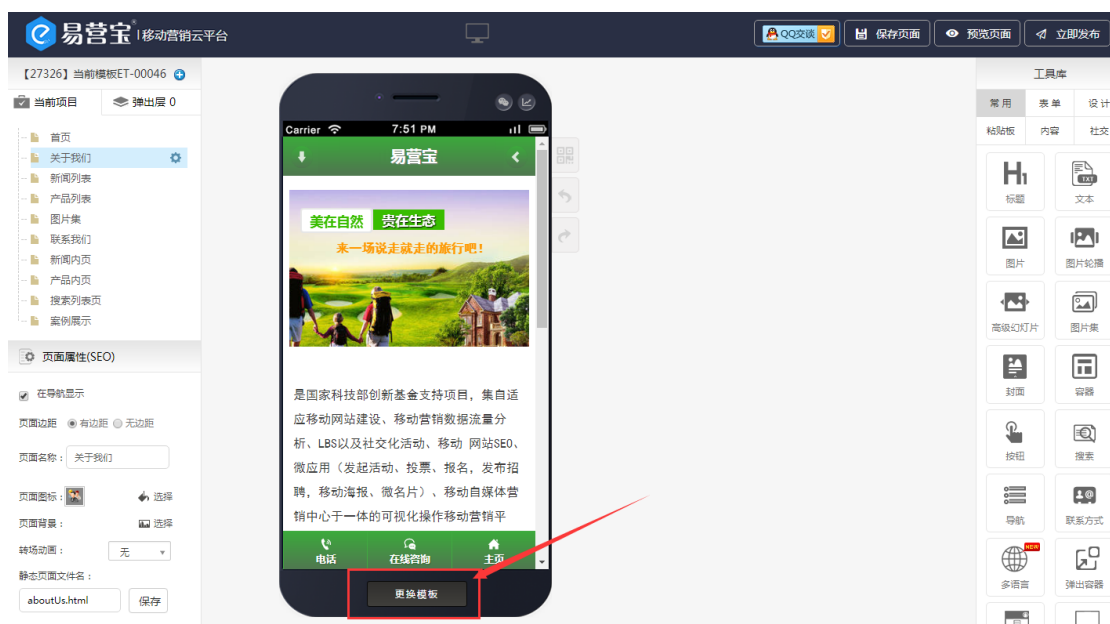 易营宝 移动营销云平台
QQ交谈
保存页面
预览页面
立即发布
【27326】当前模板ET-00046
当前项目
弹出层 0
首页
关于我们
新闻列表
产品列表
图片集
联系我们
新闻内页
产品内页
搜索列表页
案例展示
页面属性(SEO)
在导航显示
页面边距 有边距 无边距
页面名称： 关于我们
页面图标： 选择
页面背景： 选择
转场动画： 无
静态页面文件名：
aboutUs.html 保存
Carrier 7:51 PM
易营宝
美在自然 贵在生态
来一场说走就走的旅行吧！
是国家科技部创新基金支持项目，集自适
应移动网站建设、移动营销数据流量分
析、LBS以及社交化活动、移动 网站SEO、
微应用（发起活动、投票、报名，发布招
聘，移动海报、微名片）、移动自媒体营
销中心于一体的可视化操作移动营销平
电话 在线咨询 主页
更换模板
工具库
常用 表单 设计
粘贴板 内容 社交
H1 TXT
标题 文本
图片 图片轮播
高级幻灯片 图片集
封面 容器
按钮 搜索
导航 联系方式
NEW
多语言 弹出容器